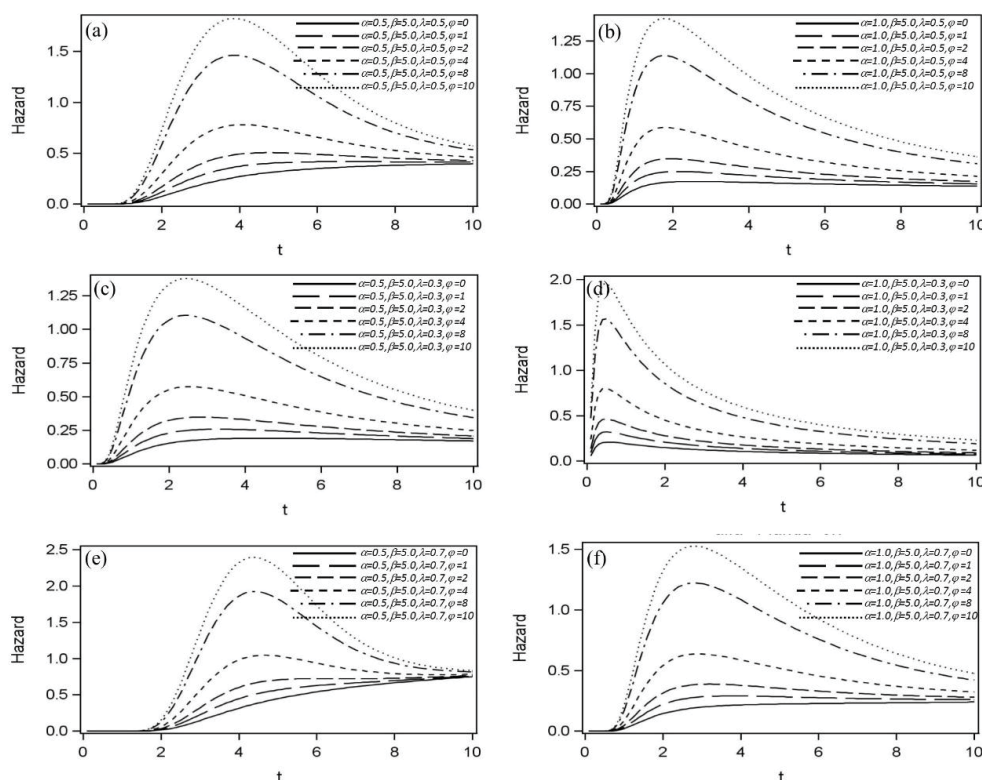 (a)
α=0.5,β=5.0,λ=0.5,φ=0
α=0.5,β=5.0,λ=0.5,φ=1
α=0.5,β=5.0,λ=0.5,φ=2
α=0.5,β=5.0,λ=0.5,φ=4
α=0.5,β=5.0,λ=0.5,φ=8
α=0.5,β=5.0,λ=0.5,φ=10
1.5
1.0
0.5
0.0
Hazard
0 2 4 6 8 10
t
(b)
α=1.0,β=5.0,λ=0.5,φ=0
α=1.0,β=5.0,λ=0.5,φ=1
α=1.0,β=5.0,λ=0.5,φ=2
α=1.0,β=5.0,λ=0.5,φ=4
α=1.0,β=5.0,λ=0.5,φ=8
α=1.0,β=5.0,λ=0.5,φ=10
1.25
1.00
0.75
0.50
0.25
0.00
Hazard
0 2 4 6 8 10
t
(c)
α=0.5,β=5.0,λ=0.3,φ=0
α=0.5,β=5.0,λ=0.3,φ=1
α=0.5,β=5.0,λ=0.3,φ=2
α=0.5,β=5.0,λ=0.3,φ=4
α=0.5,β=5.0,λ=0.3,φ=8
α=0.5,β=5.0,λ=0.3,φ=10
1.25
1.00
0.75
0.50
0.25
0.00
Hazard
0 2 4 6 8 10
t
(d)
α=1.0,β=5.0,λ=0.3,φ=0
α=1.0,β=5.0,λ=0.3,φ=1
α=1.0,β=5.0,λ=0.3,φ=2
α=1.0,β=5.0,λ=0.3,φ=4
α=1.0,β=5.0,λ=0.3,φ=8
α=1.0,β=5.0,λ=0.3,φ=10
2.0
1.5
1.0
0.5
0.0
Hazard
0 2 4 6 8 10
t
(e)
α=0.5,β=5.0,λ=0.7,φ=0
α=0.5,β=5.0,λ=0.7,φ=1
α=0.5,β=5.0,λ=0.7,φ=2
α=0.5,β=5.0,λ=0.7,φ=4
α=0.5,β=5.0,λ=0.7,φ=8
α=0.5,β=5.0,λ=0.7,φ=10
2.5
2.0
1.5
1.0
0.5
0.0
Hazard
0 2 4 6 8 10
t
(f)
α=1.0,β=5.0,λ=0.7,φ=0
α=1.0,β=5.0,λ=0.7,φ=1
α=1.0,β=5.0,λ=0.7,φ=2
α=1.0,β=5.0,λ=0.7,φ=4
α=1.0,β=5.0,λ=0.7,φ=8
α=1.0,β=5.0,λ=0.7,φ=10
1.5
1.0
0.5
0.0
Hazard
0 2 4 6 8 10
t